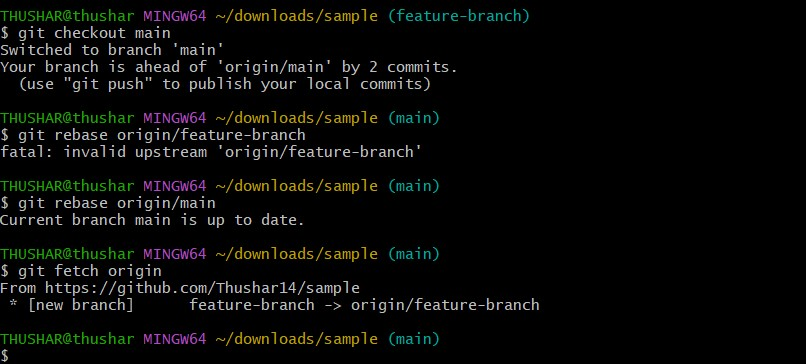 THUSHAR@thushar MINGW64 ~/downloads/sample (feature-branch)
$ git checkout main
Switched to branch 'main'
Your branch is ahead of 'origin/main' by 2 commits.
  (use "git push" to publish your local commits)
THUSHAR@thushar MINGW64 ~/downloads/sample (main)
$ git rebase origin/feature-branch
fatal: invalid upstream 'origin/feature-branch'
THUSHAR@thushar MINGW64 ~/downloads/sample (main)
$ git rebase origin/main
Current branch main is up to date.
THUSHAR@thushar MINGW64 ~/downloads/sample (main)
$ git fetch origin
From https://github.com/Thushar14/sample
 * [new branch]      feature-branch -> origin/feature-branch
THUSHAR@thushar MINGW64 ~/downloads/sample (main)
$